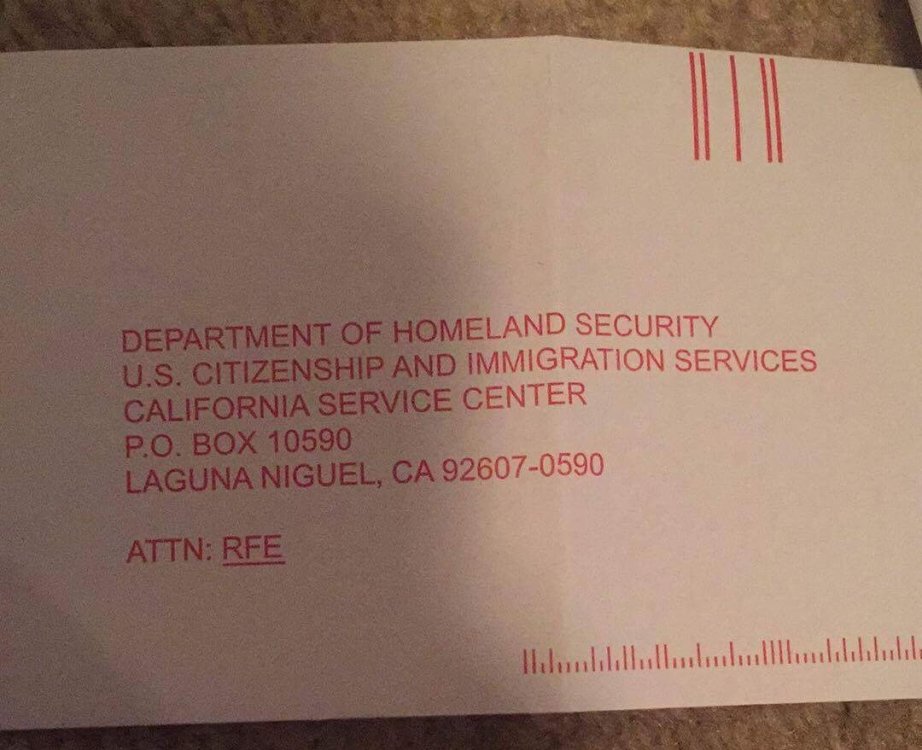 DEPARTMENT OF HOMELAND SECURITY
U.S. CITIZENSHIP AND IMMIGRATION SERVICES
CALIFORNIA SERVICE CENTER
P.O. BOX 10590
LAGUNA NIGUEL, CA 92607-0590
ATTN: RFE